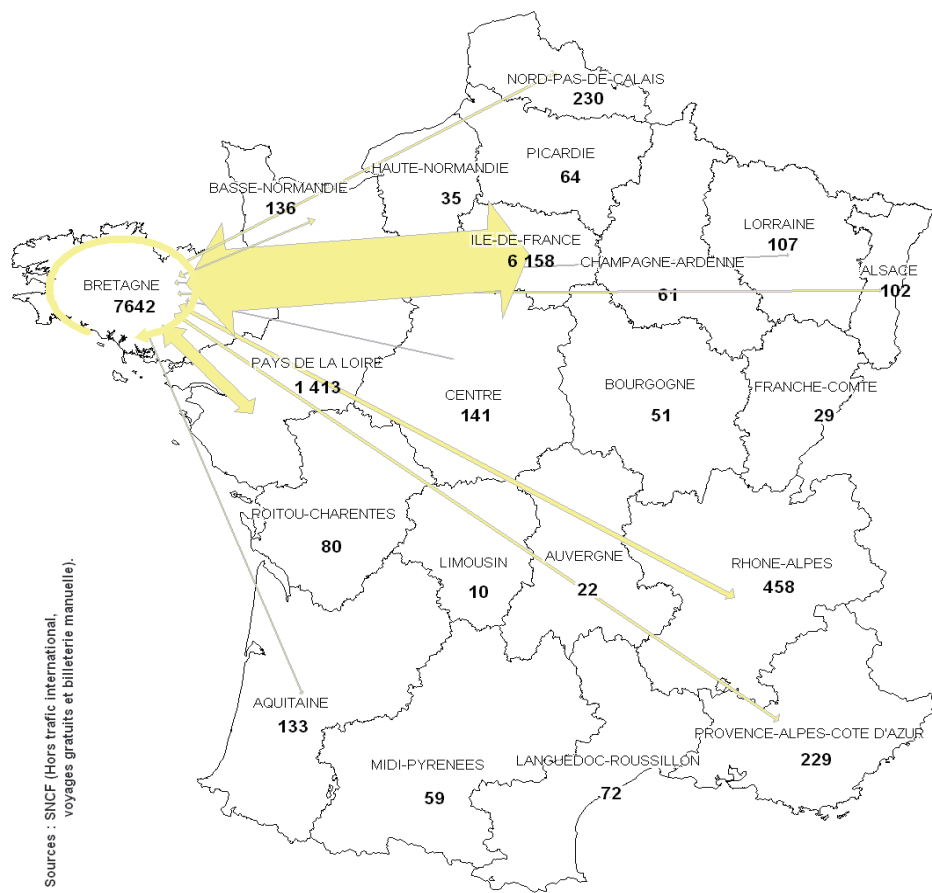 NORD-PAS-DE-CALAIS
230
PICARDIE
64
HAUTE-NORMANDIE
35
BASSE-NORMANDIE
136
LORRAINE
107
ILE-DE-FRANCE
6 158
CHAMPAGNE-ARDENNE
61
ALSACE
102
BRETAGNE
7642
PAYS DE LA LOIRE
1 413
CENTRE
141
BOURGOGNE
51
FRANCHE-COMTE
29
POITOU-CHARENTES
80
LIMOUSIN
10
AUVERGNE
22
RHONE-ALPES
458
AQUITAINE
133
MIDI-PYRENEES
59
LANGUEDOC-ROUSSILLON
72
PROVENCE-ALPES-COTE D'AZUR
229
Sources : SNCF (Hors trafic international,
voyages gratuits et billeterie manuelle).